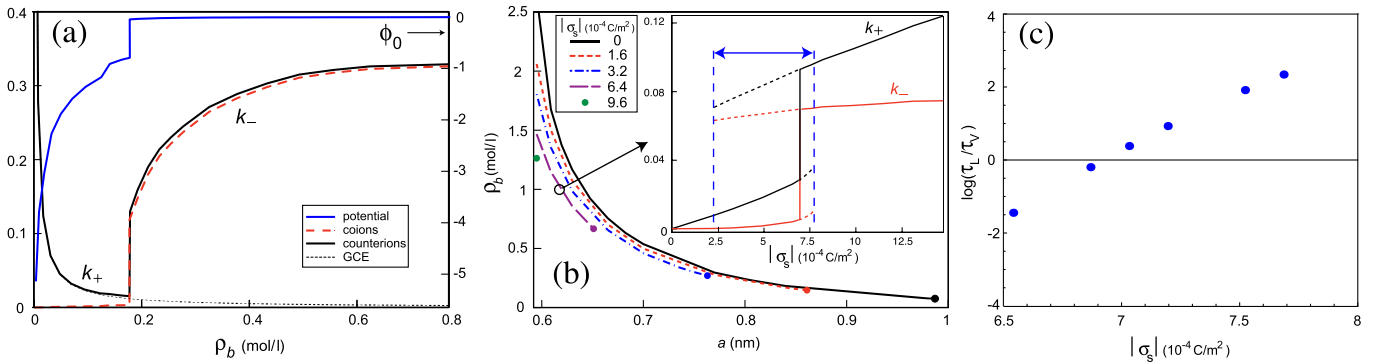 (a)
0.4
0.3
0.2
0.1
0
0
0.2
0.4
0.6
0.8
ρb (mol/l)
0
-1
-2
-3
-4
-5
ϕ0
k−
k+
potential
coions
counterions
GCE
(b)
2.5
2
1.5
1
0.5
0
ρb (mol/l)
0.6
0.7
0.8
0.9
1
a (nm)
|σs| (10-4 C/m2)
0
1.6
3.2
6.4
9.6
0.12
0.08
0.04
0
0
2.5
5
7.5
10
12.5
|σs| (10-4 C/m2)
k+
k−
(c)
4
2
0
-2
-4
log(τL/τV)
6.5
7
7.5
8
|σs| (10-4 C/m2)